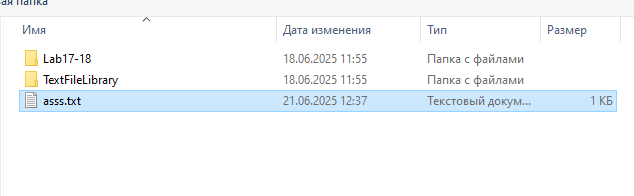 вая папка
Имя Дата изменения Тип Размер
Lab17-18 18.06.2025 11:55 Папка с файлами
TextFileLibrary 18.06.2025 11:55 Папка с файлами
asss.txt 21.06.2025 12:37 Текстовый докум... 1 КБ